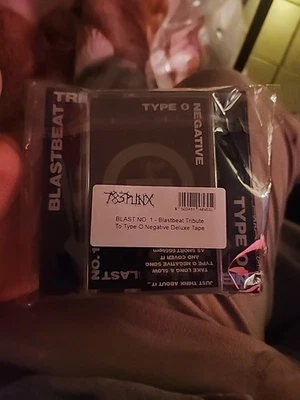 BLASTBEAT TRI
TYPE O
NEGATIVE
783PUNX
BLAST NO. 1 - Blastbeat Tribute
To Type O Negative Deluxe Tape
TYPE O
BLAST NO. 1
JUST THINK ABOUT IT...
TAKE LONG & SLOW
TYPE O NEGATIVE SONG
AND COVER IT
AS SHORT